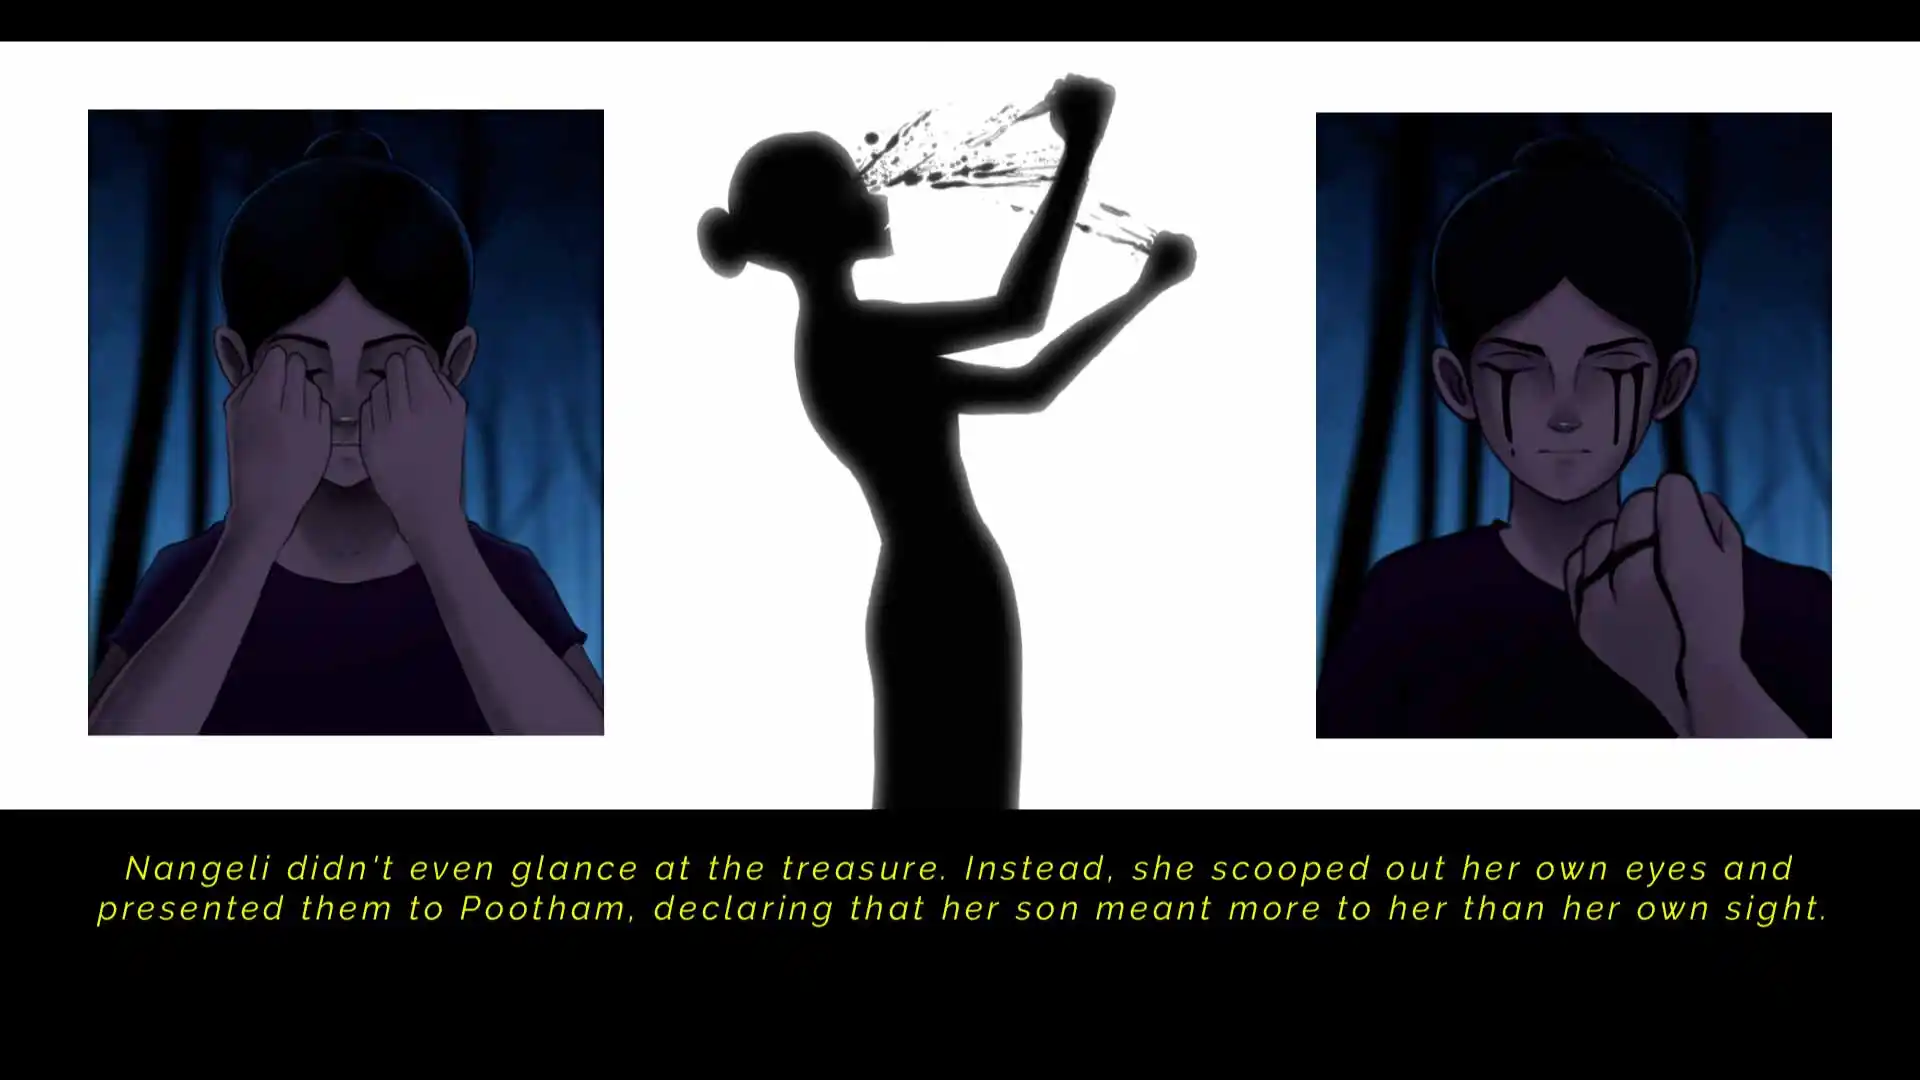 Nangeli didn't even glance at the treasure. Instead, she scooped out her own eyes and
presented them to Pootham, declaring that her son meant more to her than her own sight.